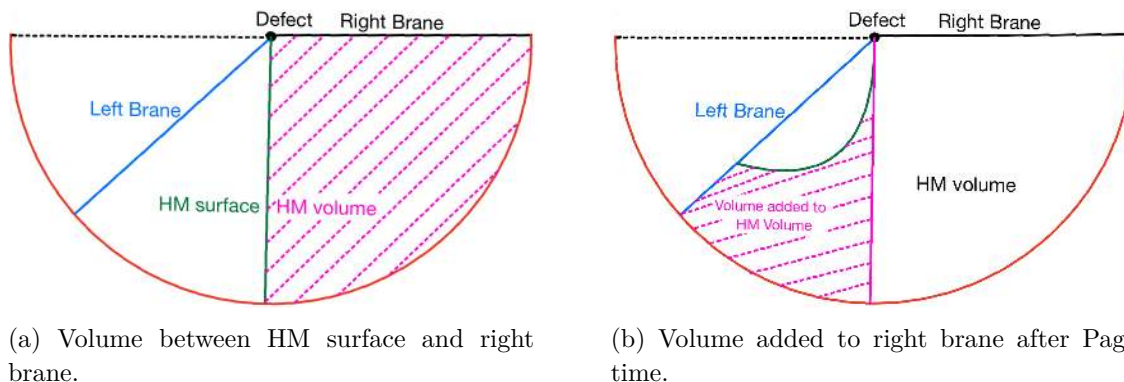 Defect Right Brane
Left Brane
HM surface
HM volume
(a) Volume between HM surface and right
brane.
Defect Right Brane
Left Brane
HM volume
Volume added to
HM Volume
(b) Volume added to right brane after Pag
time.